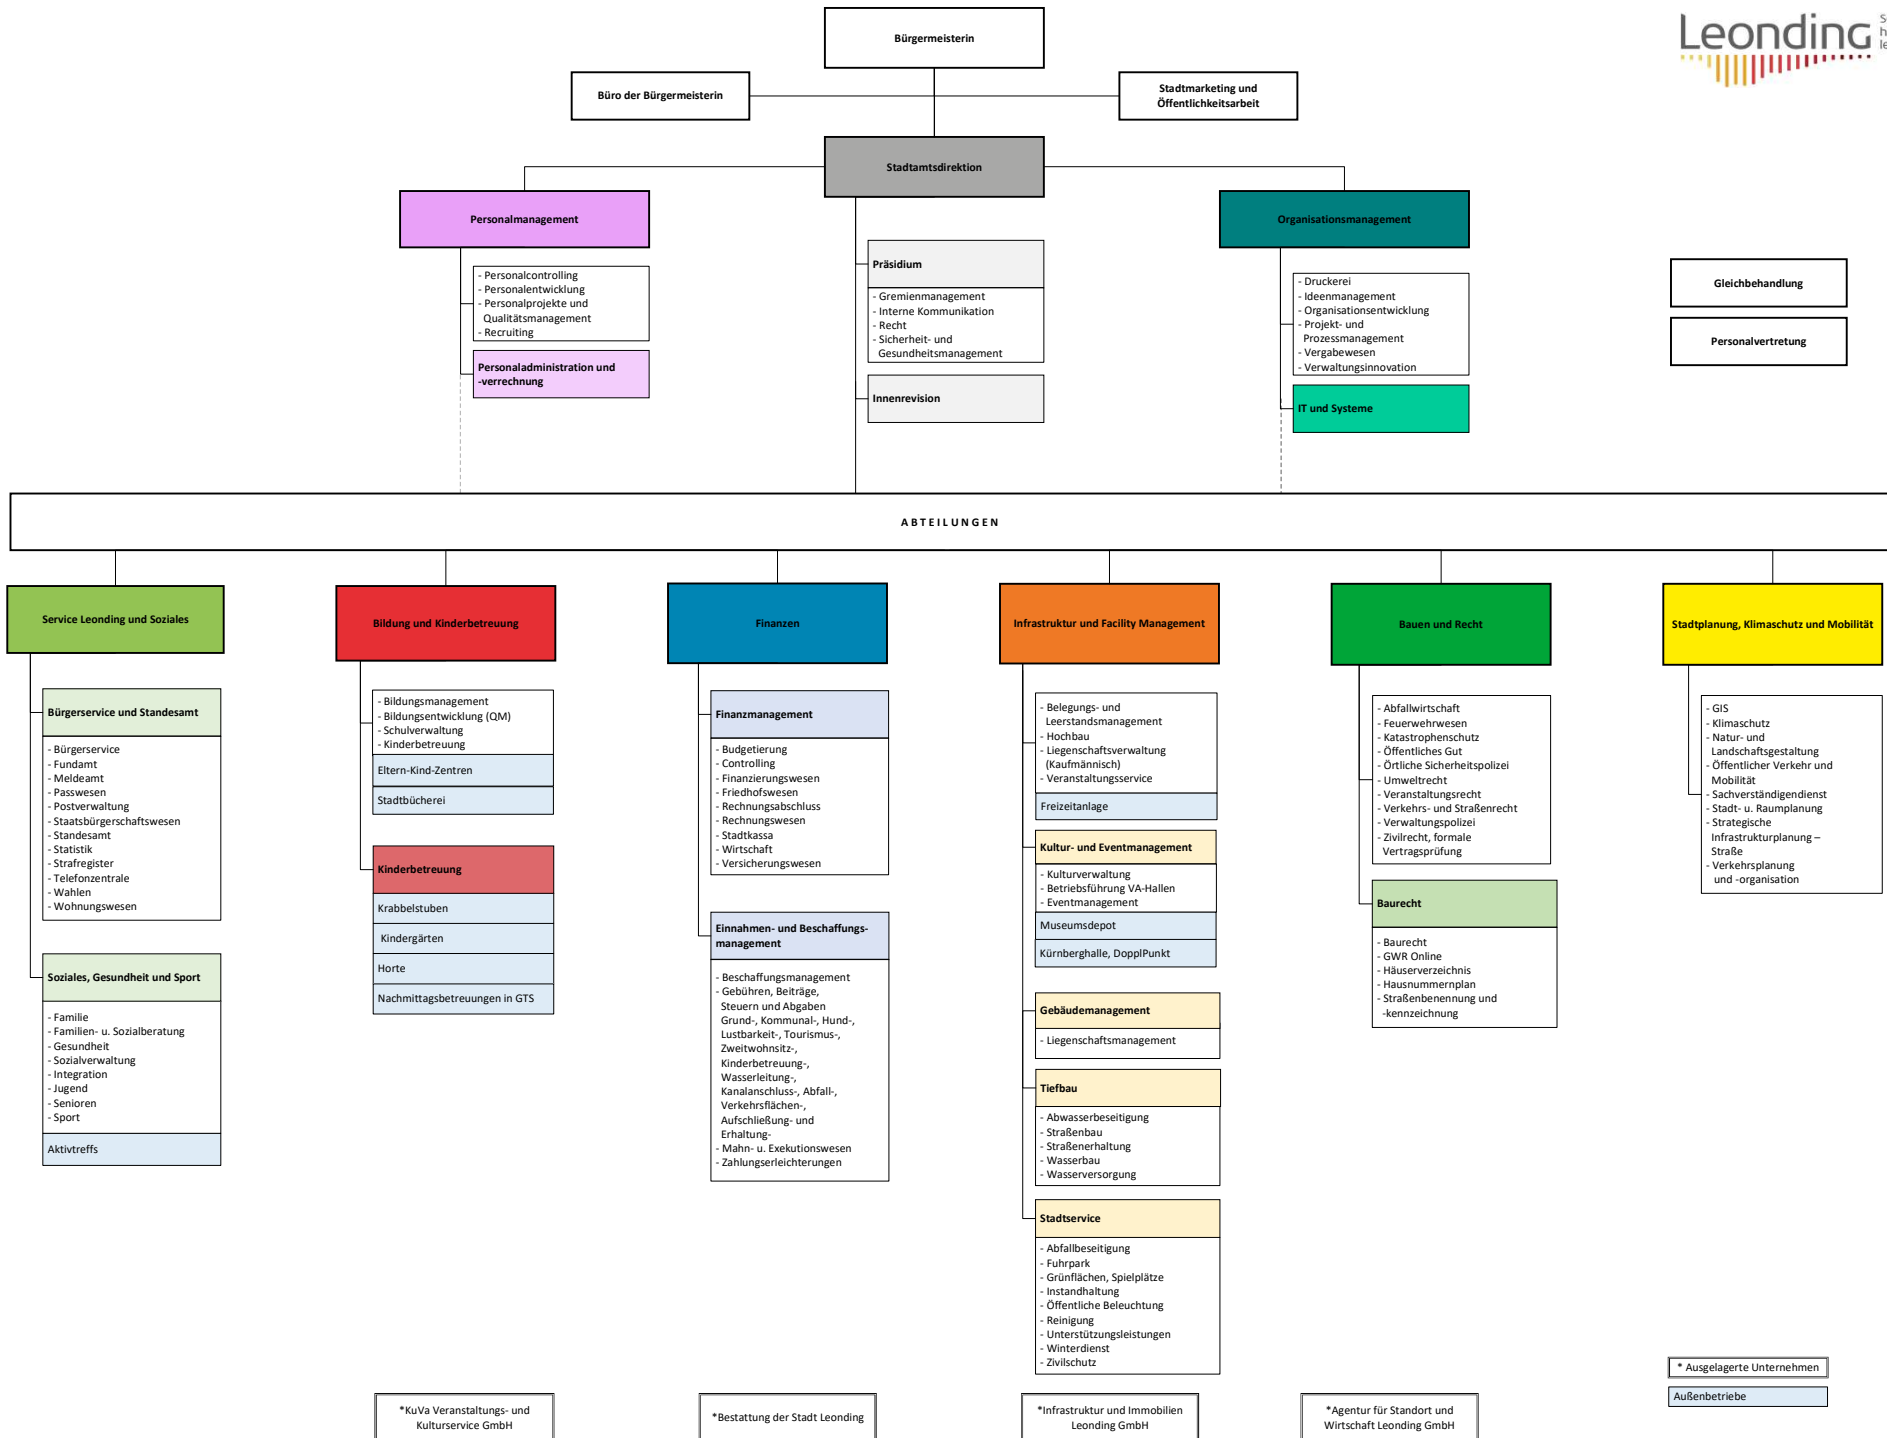 Leonding
Bürgermeisterin
Büro der Bürgermeisterin
Stadtmarketing und
Öffentlichkeitsarbeit
Stadtamtsdirektion
Personalmanagement
- Personalcontrolling
- Personalentwicklung
- Personalprojekte und
Qualitätsmanagement
- Recruiting
Personaladministration und
-verrechnung
Präsidium
- Gremienmanagement
- Interne Kommunikation
- Recht
- Sicherheit- und
Gesundheitsmanagement
Innenrevision
Organisationsmanagement
- Druckerei
- Ideenmanagement
- Organisationsentwicklung
- Projekt- und
Prozessmanagement
- Vergabewesen
- Verwaltungsinnovation
IT und Systeme
Gleichbehandlung
Personalvertretung
ABTEILUNGEN
Service Leonding und Soziales
Bürgerservice und Standesamt
- Bürgerservice
- Fundamt
- Meldeamt
- Passwesen
- Postverwaltung
- Staatsbürgerschaftswesen
- Standesamt
- Statistik
- Strafregister
- Telefonzentrale
- Wahlen
- Wohnungswesen
Soziales, Gesundheit und Sport
- Familie
- Familien- u. Sozialberatung
- Gesundheit
- Sozialverwaltung
- Integration
- Jugend
- Senioren
- Sport
Aktivtreffs
Bildung und Kinderbetreuung
- Bildungsmanagement
- Bildungsentwicklung (QM)
- Schulverwaltung
- Kinderbetreuung
Eltern-Kind-Zentren
Stadtbücherei
Kinderbetreuung
Krabbelstuben
Kindergärten
Horte
Nachmittagsbetreuungen in GTS
Finanzen
Finanzmanagement
- Budgetierung
- Controlling
- Finanzierungswesen
- Friedhofswesen
- Rechnungsabschluss
- Rechnungswesen
- Stadtkassa
- Wirtschaft
- Versicherungswesen
Einnahmen- und Beschaffungs-
management
- Beschaffungsmanagement
- Gebühren, Beiträge,
Steuern und Abgaben
Grund-, Kommunal-, Hund-,
Lustbarkeit-, Tourismus-,
Zweitwohnsitz-,
Kinderbetreuung-,
Wasserleitung-,
Kanalanschluss-, Abfall-,
Verkehrsflächen-,
Aufschließung- und
Erhaltung-
- Mahn- u. Exekutionswesen
- Zahlungserleichterungen
Infrastruktur und Facility Management
- Belegungs- und
Leerstandsmanagement
- Hochbau
- Liegenschaftsverwaltung
(Kaufmännisch)
- Veranstaltungsservice
Freizeitanlage
Kultur- und Eventmanagement
- Kulturverwaltung
- Betriebsführung VA-Hallen
- Eventmanagement
Museumsdepot
Kürnberghalle, DopplPunkt
Gebäudemanagement
- Liegenschaftsmanagement
Tiefbau
- Abwasserbeseitigung
- Straßenbau
- Straßenerhaltung
- Wasserbau
- Wasserversorgung
Stadtservice
- Abfallbeseitigung
- Fuhrpark
- Grünflächen, Spielplätze
- Instandhaltung
- Öffentliche Beleuchtung
- Reinigung
- Unterstützungsleistungen
- Winterdienst
- Zivilschutz
Bauen und Recht
- Abfallwirtschaft
- Feuerwehrwesen
- Katastrophenschutz
- Öffentliches Gut
- Örtliche Sicherheitspolizei
- Umweltrecht
- Veranstaltungsrecht
- Verkehrs- und Straßenrecht
- Verwaltungspolizei
- Zivilrecht, formale
Vertragsprüfung
Baurecht
- Baurecht
- GWR Online
- Häuserverzeichnis
- Hausnummernplan
- Straßenbenennung und
-kennzeichnung
Stadtplanung, Klimaschutz und Mobilität
- GIS
- Klimaschutz
- Natur- und
Landschaftsgestaltung
- Öffentlicher Verkehr und
Mobilität
- Sachverständigendienst
- Stadt- u. Raumplanung
- Strategische
Infrastrukturplanung –
Straße
- Verkehrsplanung
und -organisation
* Ausgelagerte Unternehmen
Außenbetriebe
*KuVa Veranstaltungs- und
Kulturservice GmbH
*Bestattung der Stadt Leonding
*Infrastruktur und Immobilien
Leonding GmbH
*Agentur für Standort und
Wirtschaft Leonding GmbH